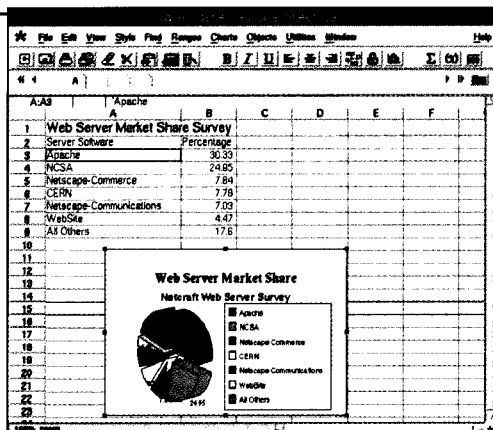 File Edit View Style Find Ranges Charts Objects Utilities Window Help
B I U Σ
A
A:A3 'Apache
A B C D E F
1 Web Server Market Share Survey
2 Server Software Percentage
3 Apache 30.33
4 NCSA 24.95
5 Netscape-Commerce 7.84
6 CERN 7.78
7 Netscape-Communications 7.03
8 WebSite 4.47
9 All Others 17.6
10
11
12
13
14
15
16
17
18
19
20
21
22
23
Web Server Market Share
Netcraft Web Server Survey
Apache
NCSA
Netscape Commerce
CERN
Netscape-Communications
WebSite
All Others
24.95